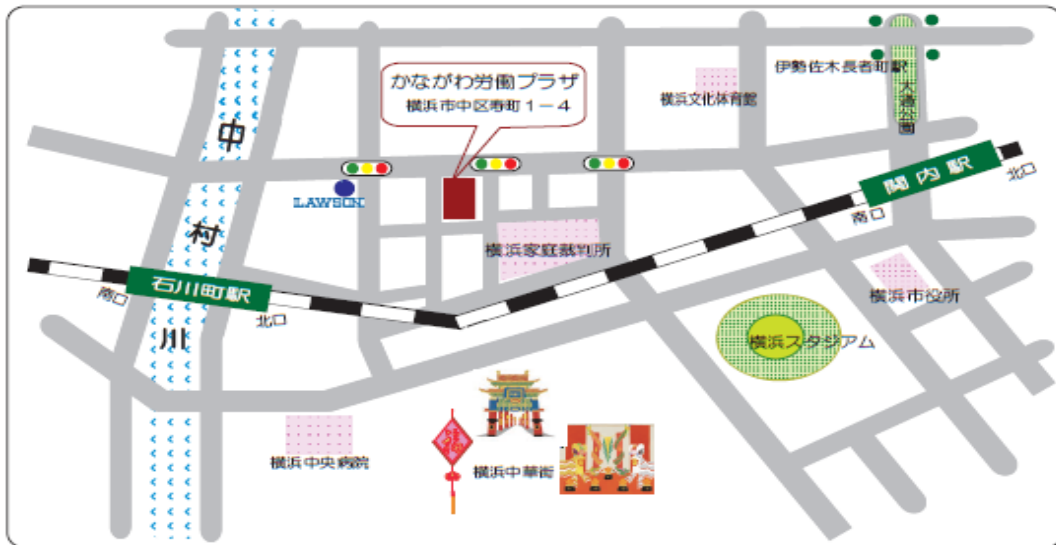 かながわ労働プラザ
横浜市中区寿町1-4
伊勢佐木長者町駅
大通公園
横浜文化体育館
中村川
LAWSON
関内駅
北口
南口
横浜家庭裁判所
石川町駅
南口
北口
横浜市役所
横浜スタジアム
横浜中央病院
横浜中華街